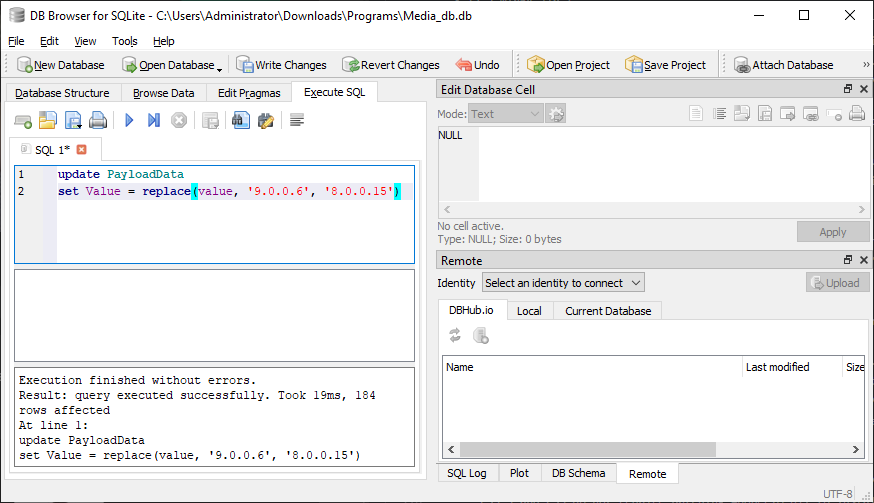 DB Browser for SQLite - C:\Users\Administrator\Downloads\Programs\Media_db.db
File Edit View Tools Help
New Database Open Database Write Changes Revert Changes Undo Open Project Save Project Attach Database »
Database Structure Browse Data Edit Pragmas Execute SQL
SQL 1*
1 update PayloadData
2 set Value = replace(value, '9.0.0.6', '8.0.0.15')
Execution finished without errors.
Result: query executed successfully. Took 19ms, 184
rows affected
At line 1:
update PayloadData
set Value = replace(value, '9.0.0.6', '8.0.0.15')
Edit Database Cell
Mode: Text
NULL
No cell active.
Type: NULL; Size: 0 bytes
Apply
Remote
Identity Select an identity to connect Upload
DBHub.io Local Current Database
Name Last modified Size
SQL Log Plot DB Schema Remote
UTF-8